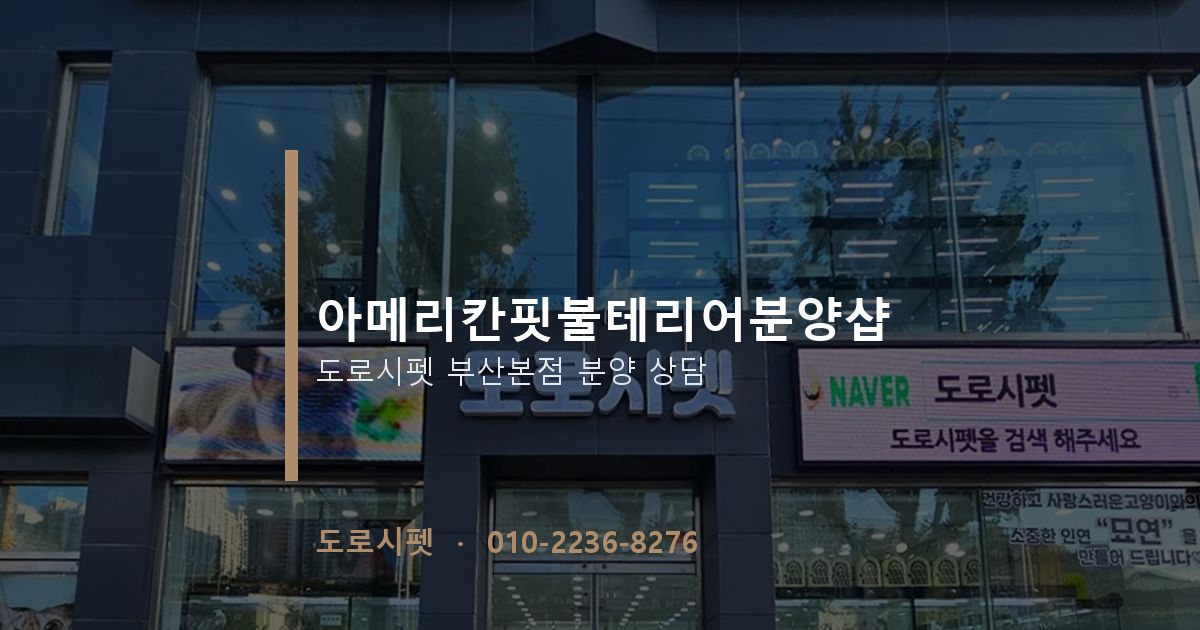 아메리칸핏불테리어분양샵
도로시펫 부산본점 분양 상담
도로시펫
NAVER 도로시펫
도로시펫을 검색 해주세요
건강하고 사랑스러운고양이와의
소중한 인연 “묘연” 을
만들어 드립니다
도로시펫 · 010-2236-8276